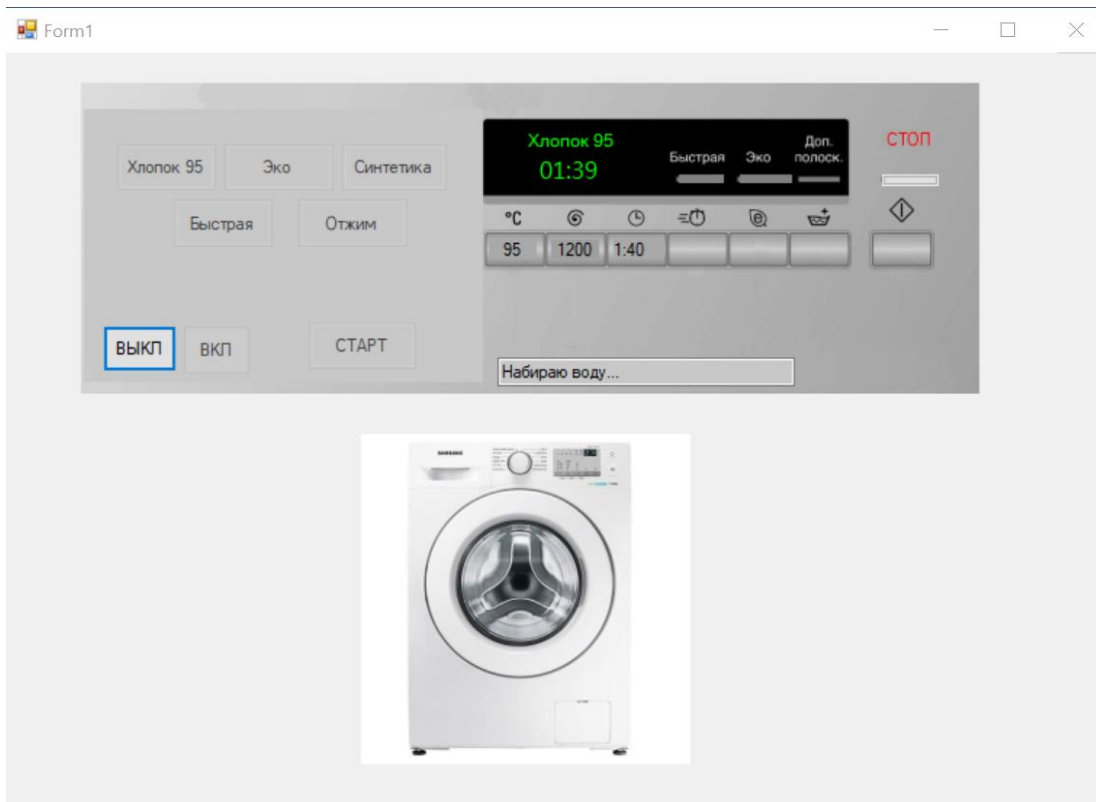 Form1
Хлопок 95
Эко
Синтетика
Быстрая
Отжим
ВЫКЛ
ВКЛ
СТАРТ
Хлопок 95
01:39
Быстрая
Эко
Доп.
полоск.
СТОП
°C
95
1200
1:40
Набираю воду...
SAMSUNG